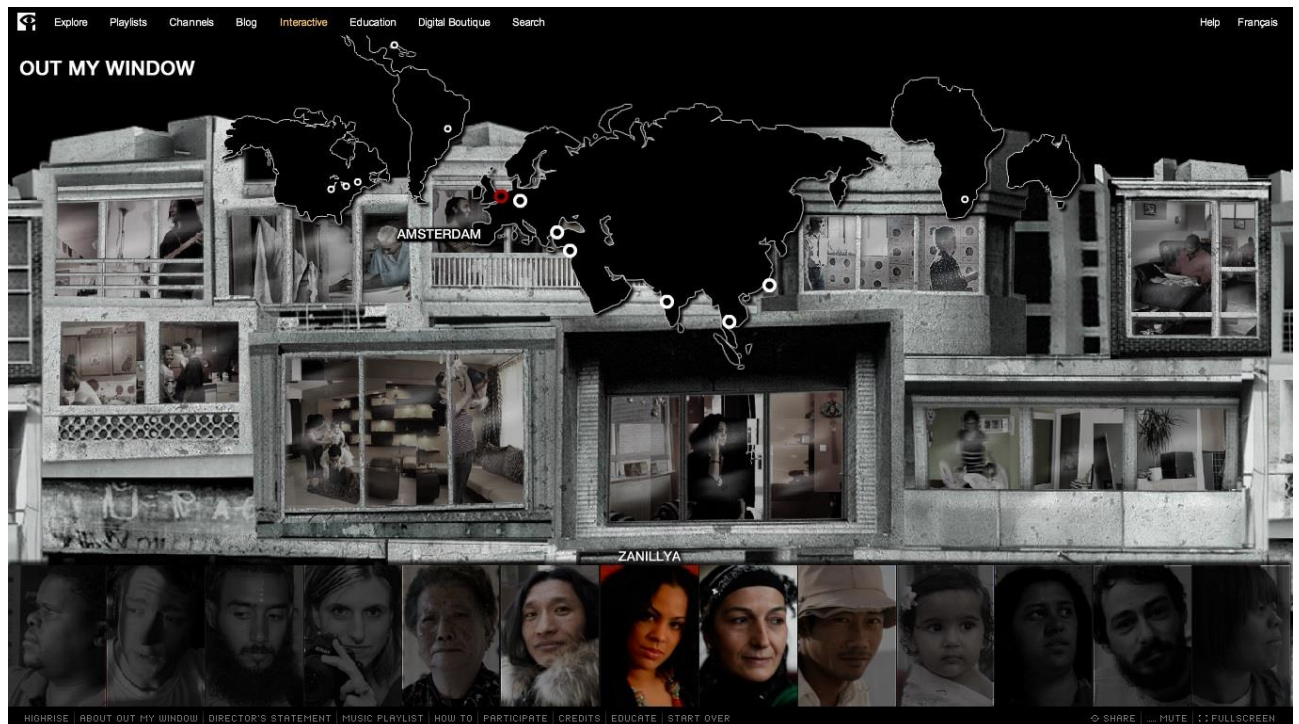 Explore Playlists Channels Blog Interactive Education Digital Boutique Search Help Français
OUT MY WINDOW
AMSTERDAM
ZANILLYA
HIGHRISE ABOUT OUT MY WINDOW DIRECTOR'S STATEMENT MUSIC PLAYLIST HOW TO PARTICIPATE CREDITS EDUCATE START OVER SHARE MUTE FULLSCREEN